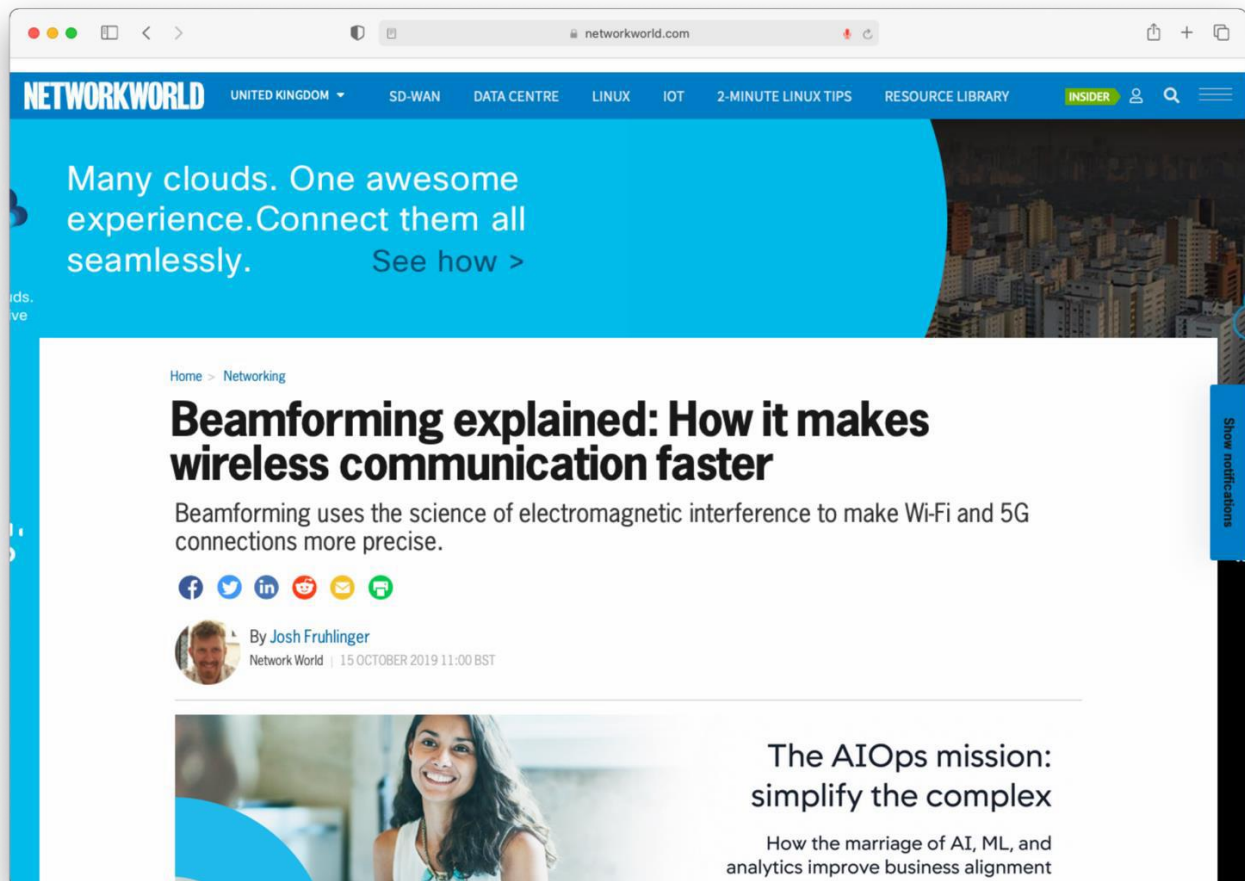 networkworld.com
NETWORKWORLD UNITED KINGDOM SD-WAN DATA CENTRE LINUX IOT 2-MINUTE LINUX TIPS RESOURCE LIBRARY INSIDER
Many clouds. One awesome
experience.Connect them all
seamlessly. See how >
uds.
ve
Home > Networking
Beamforming explained: How it makes
wireless communication faster
Show notifications
Beamforming uses the science of electromagnetic interference to make Wi-Fi and 5G
connections more precise.
By Josh Fruhlinger
Network World | 15 OCTOBER 2019 11:00 BST
The AIOps mission:
simplify the complex
How the marriage of AI, ML, and
analytics improve business alignment